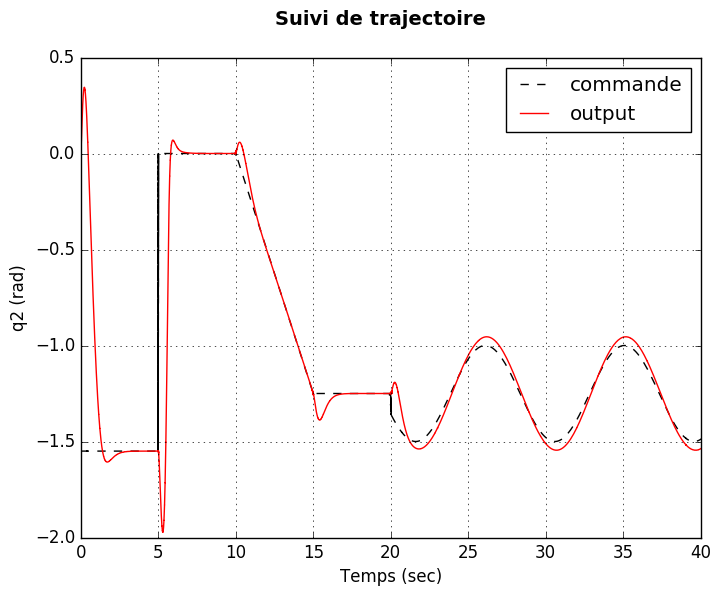 Suivi de trajectoire
commande
output
0.5
0.0
−0.5
−1.0
−1.5
−2.0
q2 (rad)
0 5 10 15 20 25 30 35 40
Temps (sec)